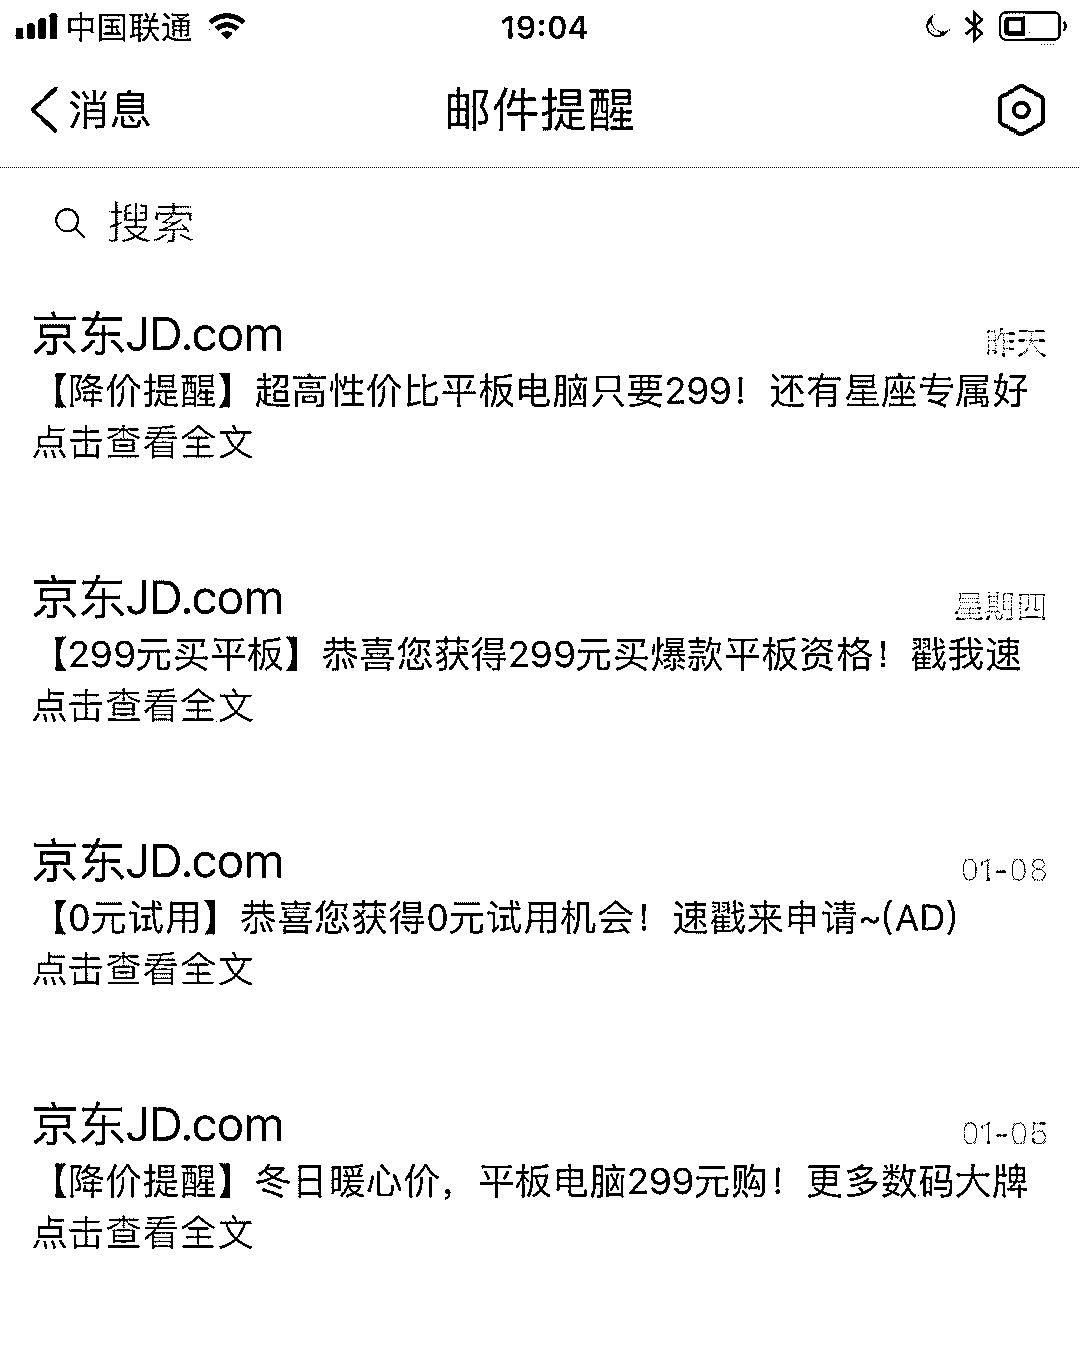 中国联通 19:04
消息 邮件提醒
搜索
京东JD.com 昨天
【降价提醒】超高性价比平板电脑只要299！还有星座专属好
点击查看全文
京东JD.com 星期四
【299元买平板】恭喜您获得299元买爆款平板资格！戳我速
点击查看全文
京东JD.com 01-08
【0元试用】恭喜您获得0元试用机会！速戳来申请~(AD)
点击查看全文
京东JD.com 01-05
【降价提醒】冬日暖心价，平板电脑299元购！更多数码大牌
点击查看全文